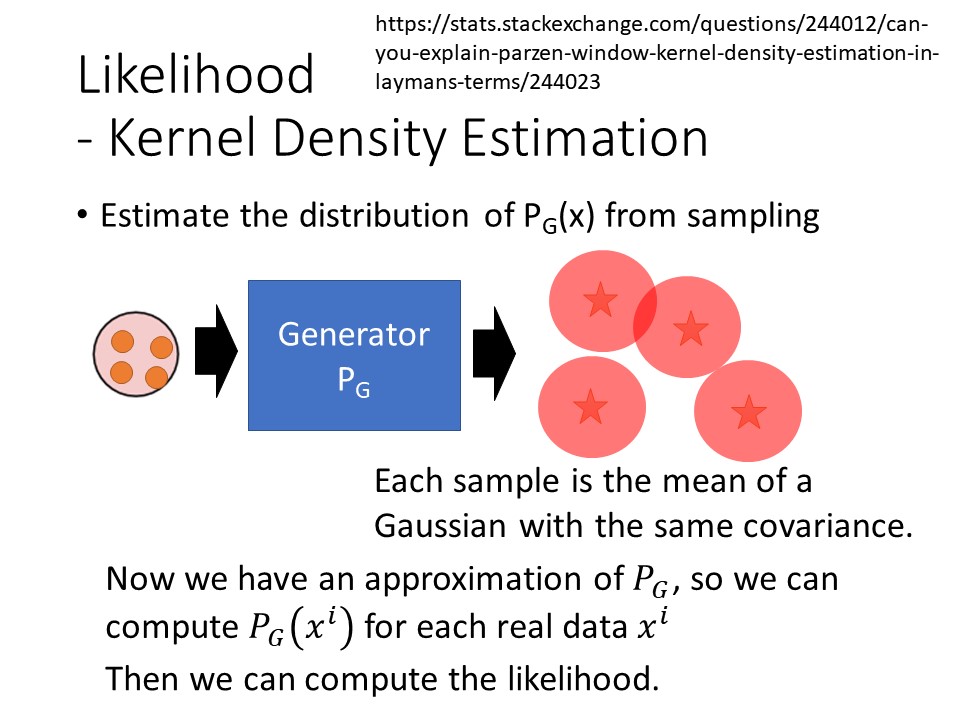 https://stats.stackexchange.com/questions/244012/can-
you-explain-parzen-window-kernel-density-estimation-in-
laymans-terms/244023
Likelihood
- Kernel Density Estimation
• Estimate the distribution of P_G(x) from sampling
Generator
P_G
Each sample is the mean of a
Gaussian with the same covariance.
Now we have an approximation of P_G, so we can
compute P_G(x^i) for each real data x^i
Then we can compute the likelihood.